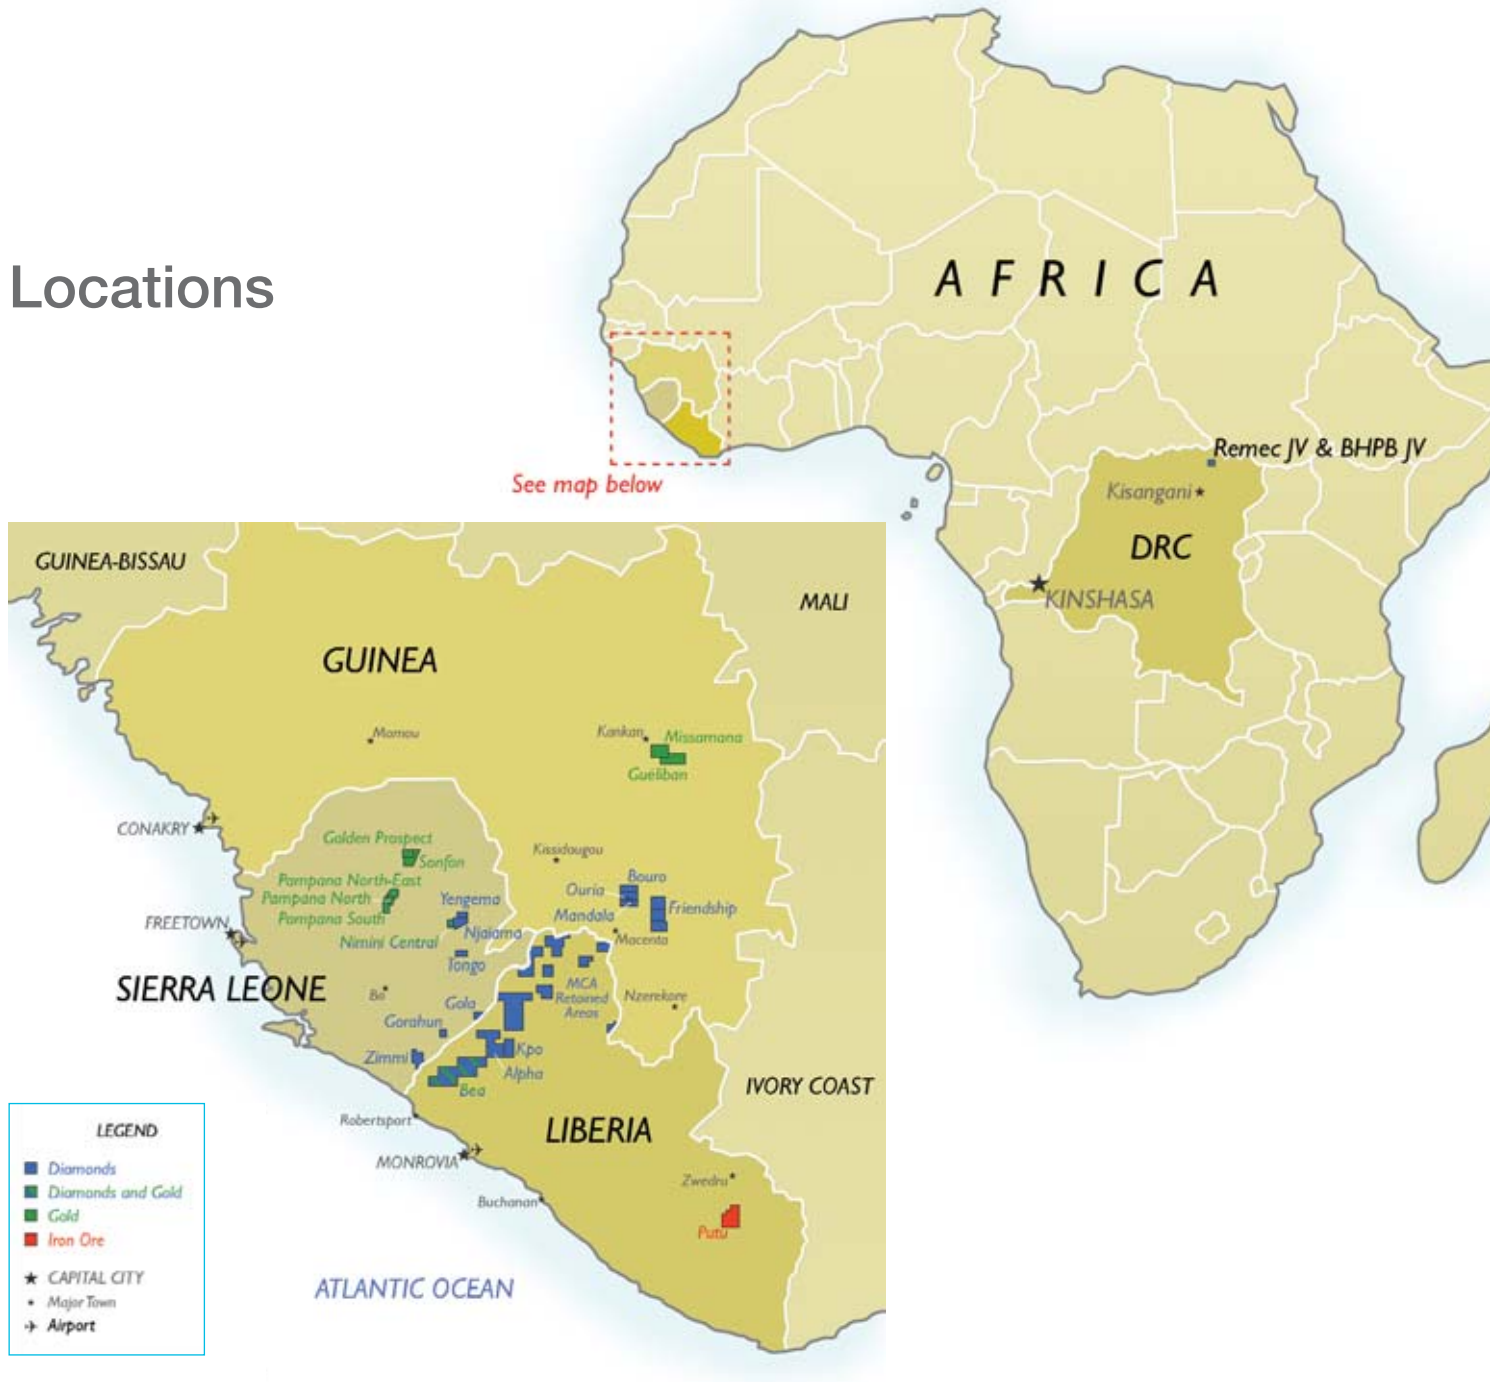 Locations
AFRICA
See map below
Remec JV & BHPB JV
Kisangani
DRC
KINSHASA
GUINEA-BISSAU
MALI
GUINEA
Mamou
Kankan
Missamana
Gueliban
CONAKRY
Golden Prospect
Sonfon
Kissidougou
Pampana North-East
Pampana North
Pampana South
Yengema
Ouria
Bouro
Mandala
Friendship
FREETOWN
Nimini Central
Njaiama
Macenta
Tongo
SIERRA LEONE
Bo
MCA
Retained
Areas
Nzerekore
Gola
Gorahun
Zimmi
Kpo
Alpha
Bea
IVORY COAST
Robertsport
LIBERIA
MONROVIA
Zwedru
Buchanan
Putu
ATLANTIC OCEAN
LEGEND
Diamonds
Diamonds and Gold
Gold
Iron Ore
CAPITAL CITY
Major Town
Airport